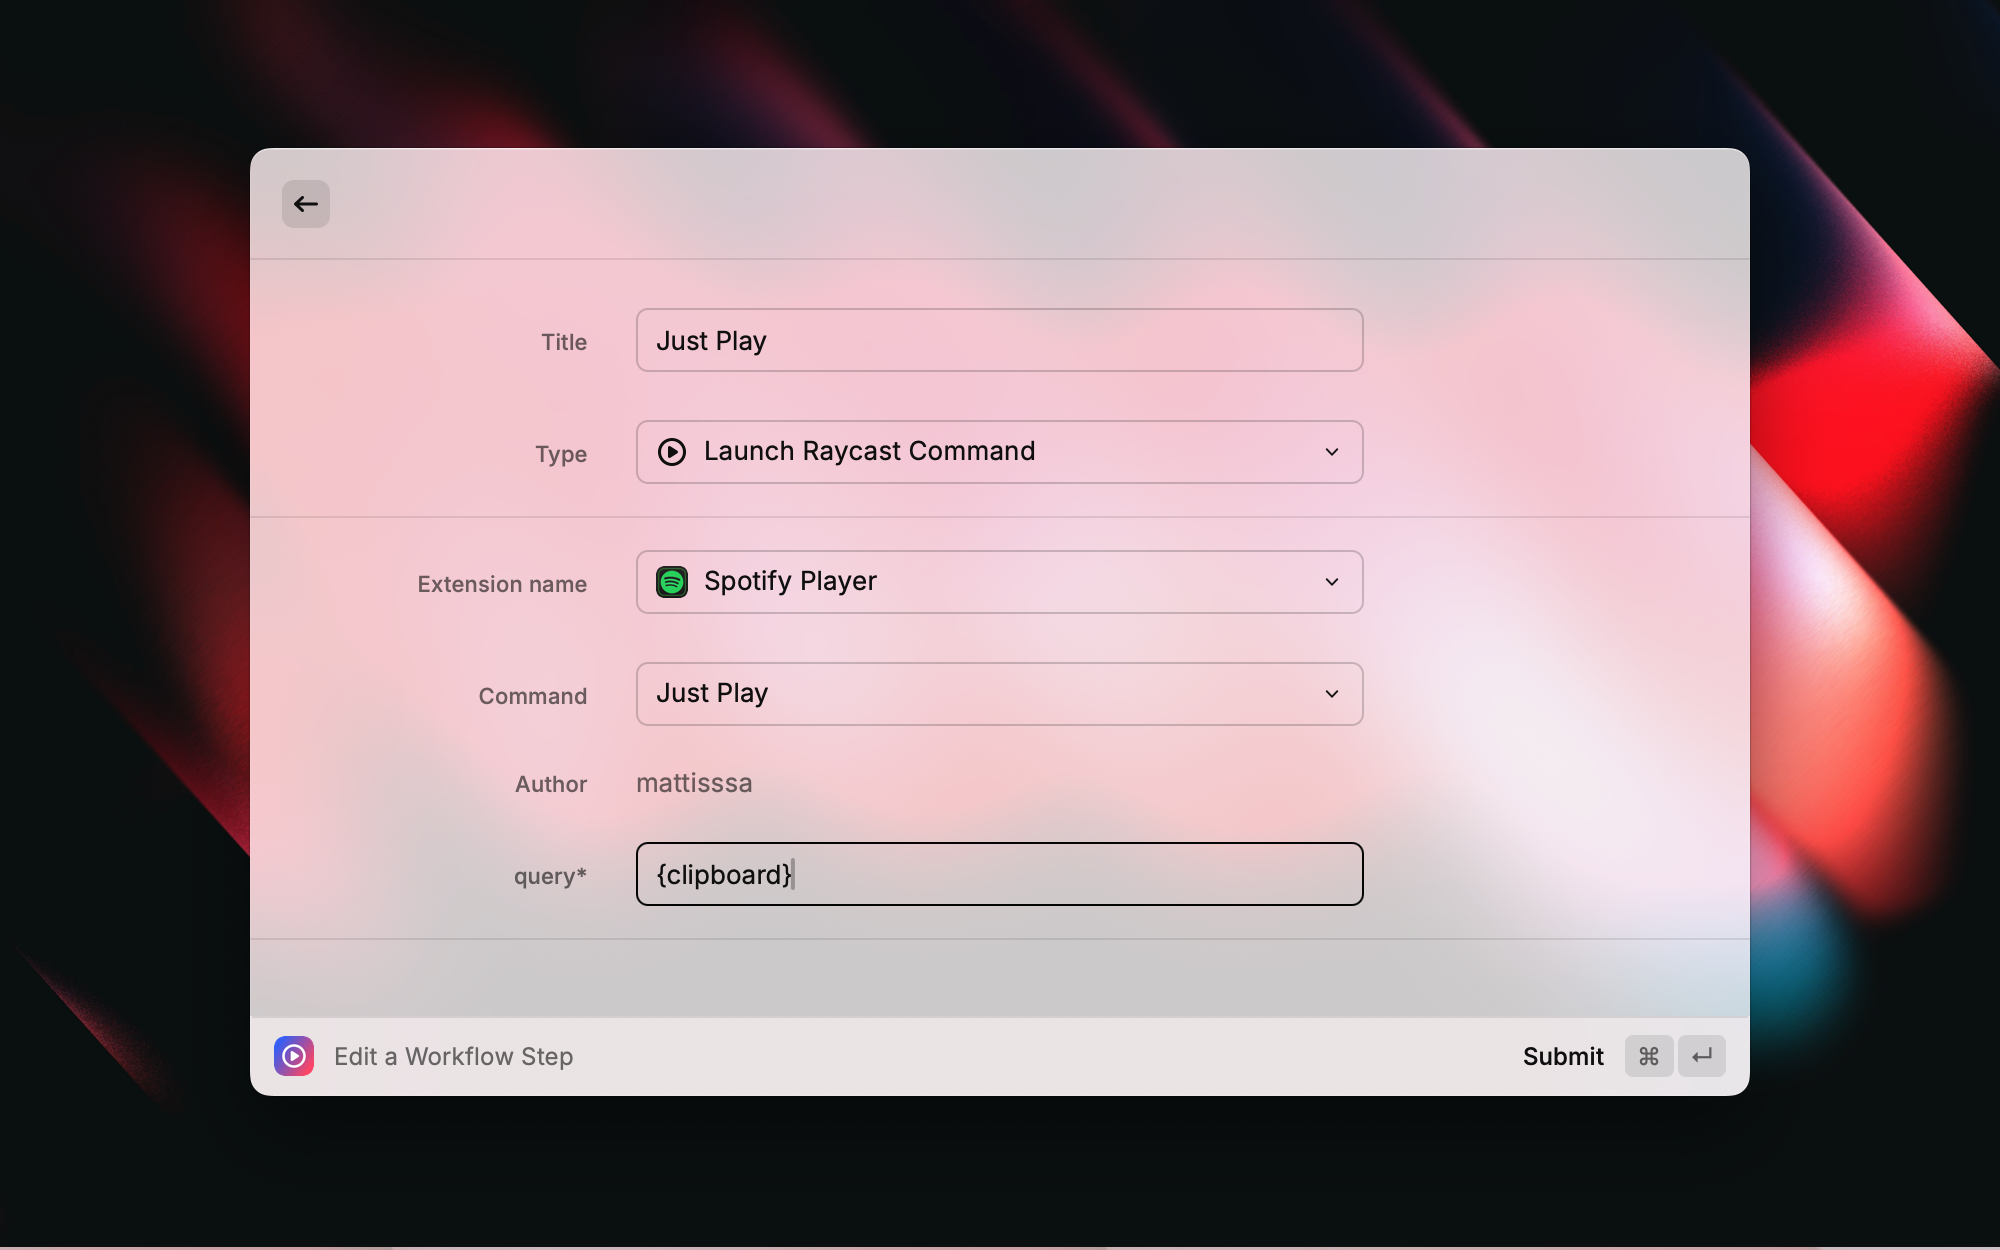 Title
Just Play
Type
Launch Raycast Command
Extension name
Spotify Player
Command
Just Play
Author
mattisssa
query*
{clipboard}
Edit a Workflow Step
Submit ⌘ ↵